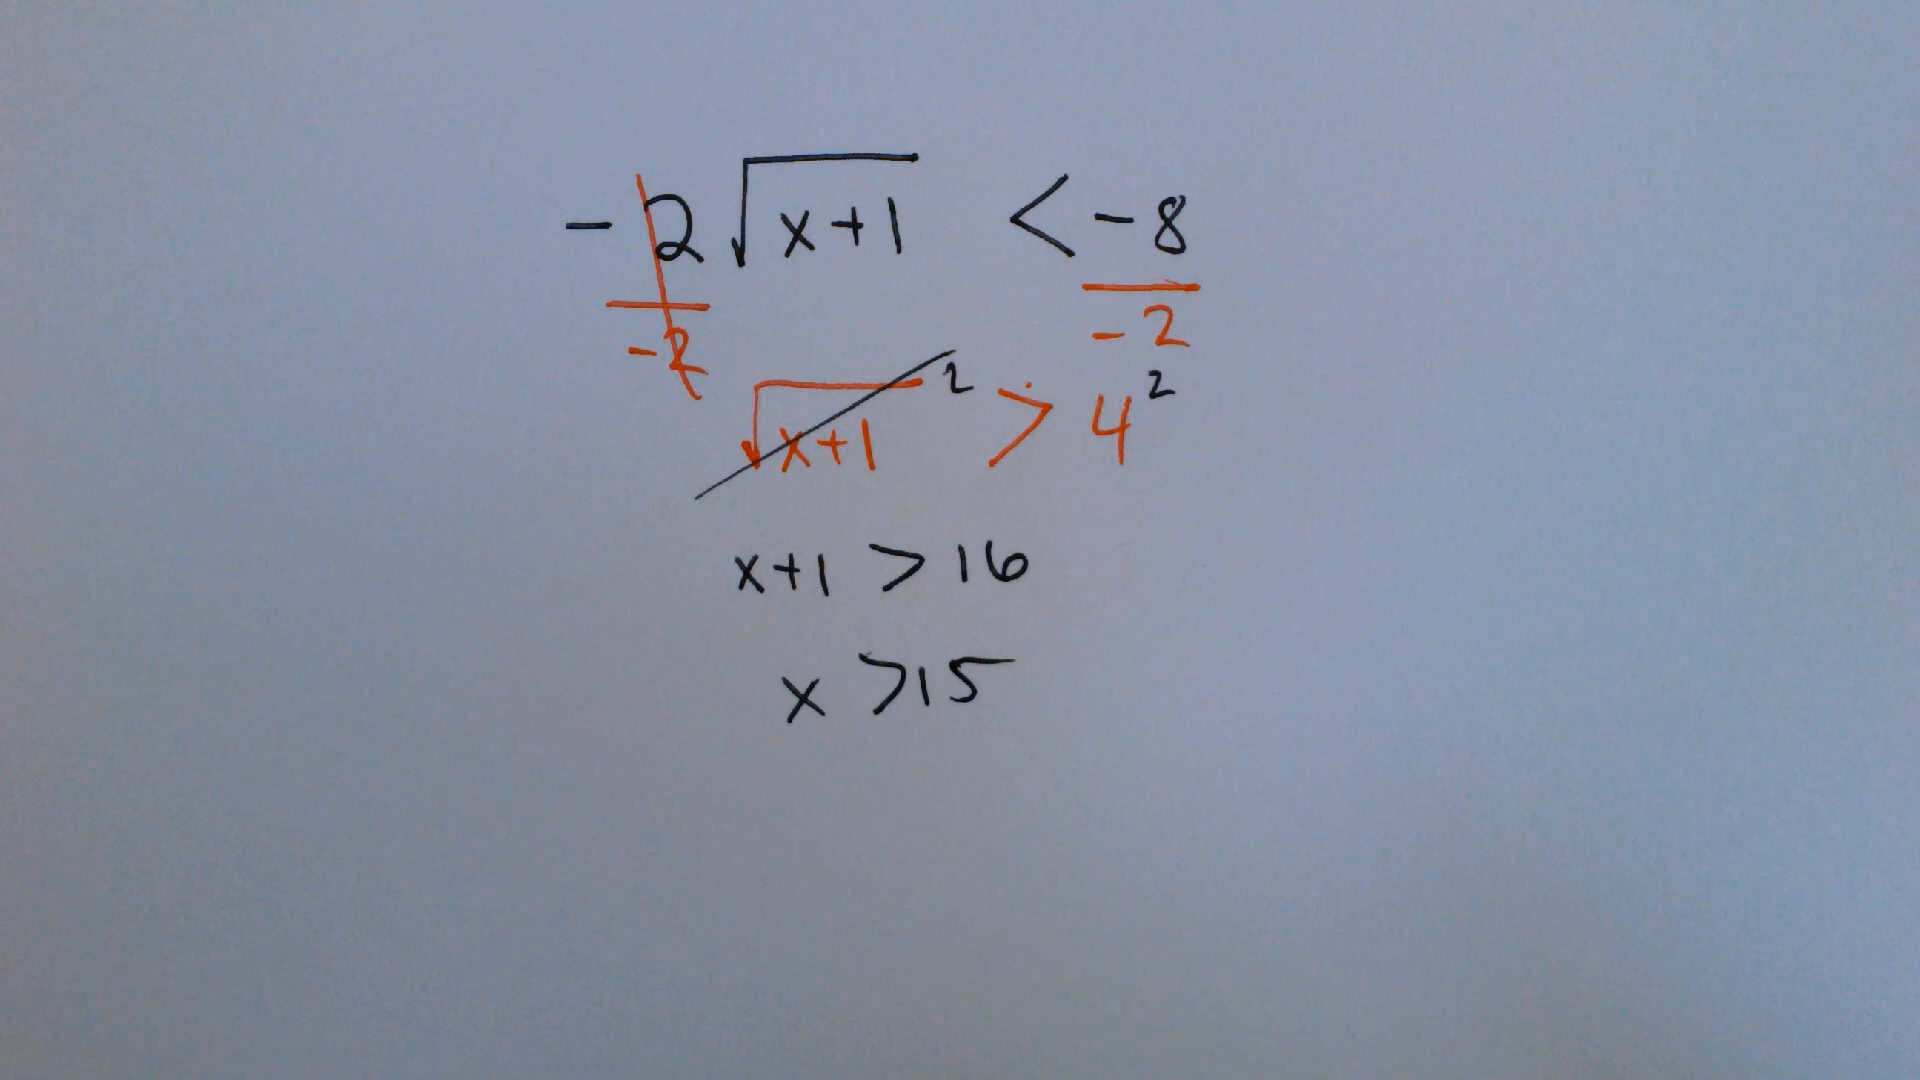 -2√x+1 < -8
-2 -2
√x+1² > 4²
x+1 > 16
x >15